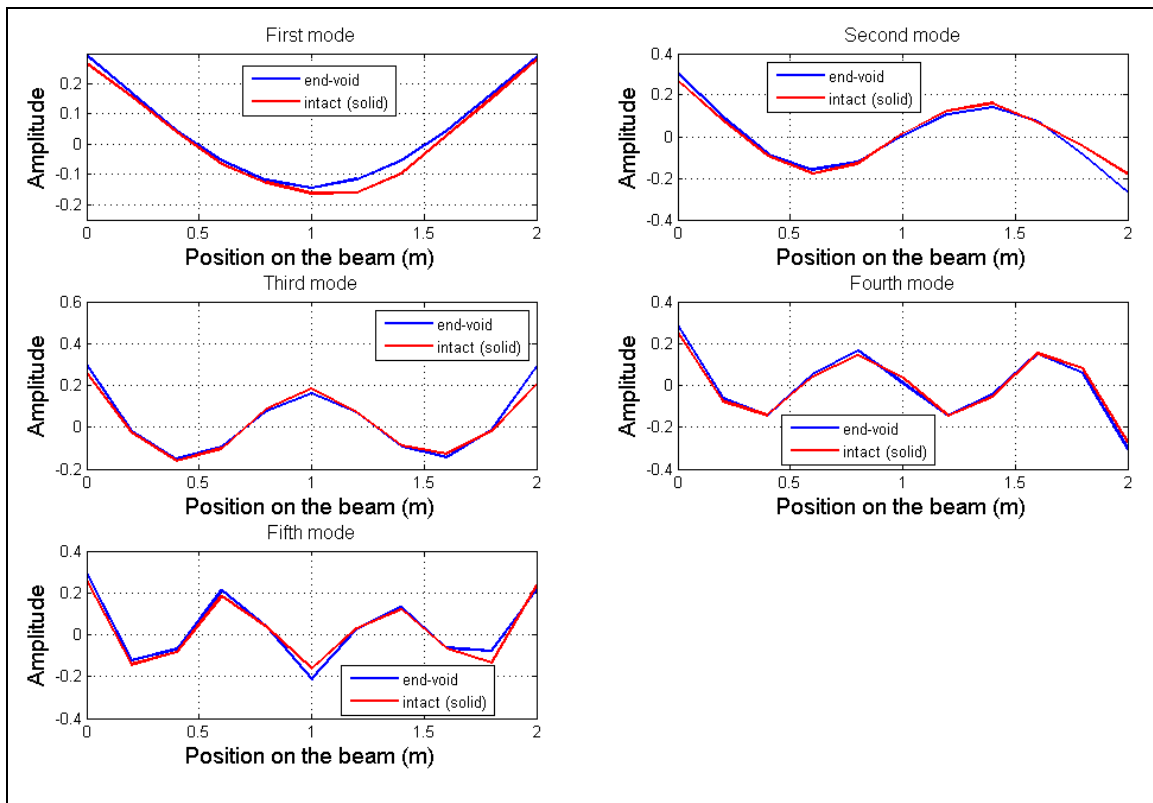 First mode
Amplitude
0.2
0.1
0
-0.1
-0.2
end-void
intact (solid)
0 0.5 1 1.5 2
Position on the beam (m)
Second mode
Amplitude
0.4
0.2
0
-0.2
-0.4
end-void
intact (solid)
0 0.5 1 1.5 2
Position on the beam (m)
Third mode
Amplitude
0.6
0.4
0.2
0
-0.2
end-void
intact (solid)
0 0.5 1 1.5 2
Position on the beam (m)
Fourth mode
Amplitude
0.4
0.2
0
-0.2
-0.4
end-void
intact (solid)
0 0.5 1 1.5 2
Position on the beam (m)
Fifth mode
Amplitude
0.4
0.2
0
-0.2
-0.4
end-void
intact (solid)
0 0.5 1 1.5 2
Position on the beam (m)